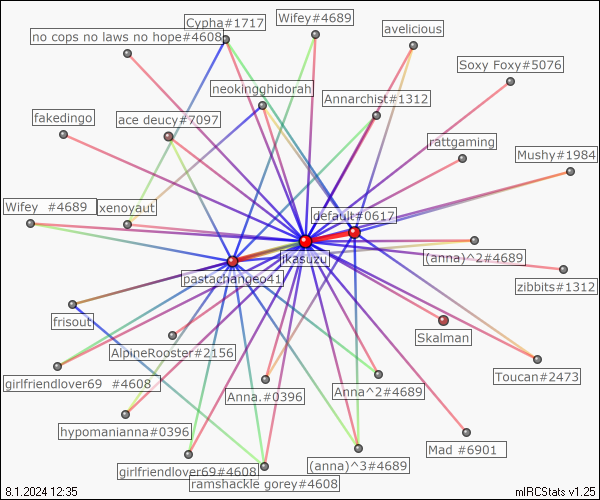 Cypha#1717
Wifey#4689
avelicious
no cops no laws no hope#4608
Soxy Foxy#5076
neokingghidorah
Annarchist#1312
fakedingo
ace deucy#7097
rattgaming
Mushy#1984
Wifey  #4689
xenoyaut
default#0617
jkasuzu
(anna)^2#4689
pastachangeo41
zibbits#1312
frisout
Skalman
AlpineRooster#2156
girlfriendlover69  #4608
Toucan#2473
Anna.#0396
Anna^2#4689
hypomanianna#0396
Mad #6901
girlfriendlover69#4608
(anna)^3#4689
ramshackle gorey#4608
8.1.2024 12:35
mIRCStats v1.25